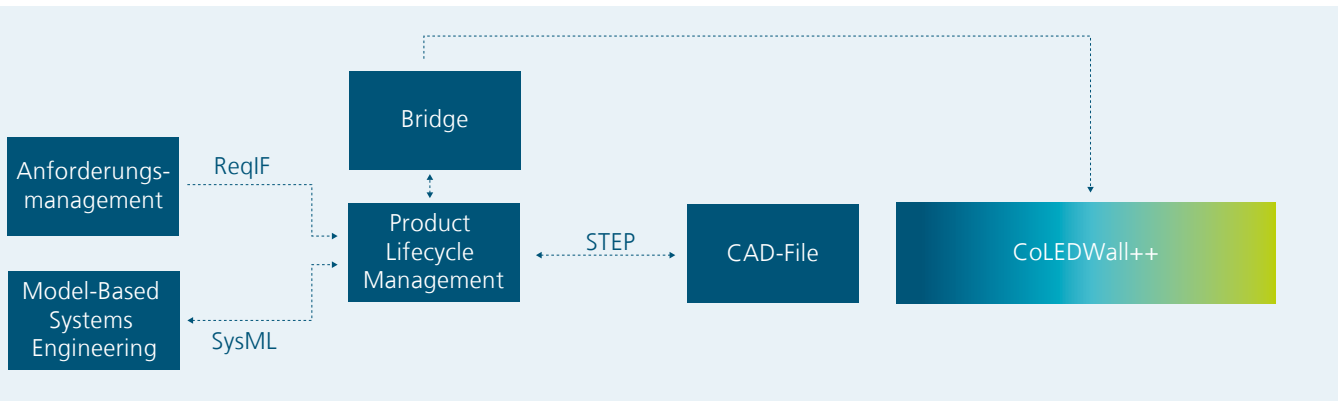 Bridge
Anforderungs-
management
ReqIF
Product
Lifecycle
Management
STEP
CAD-File
CoLEDWall++
Model-Based
Systems
Engineering
SysML